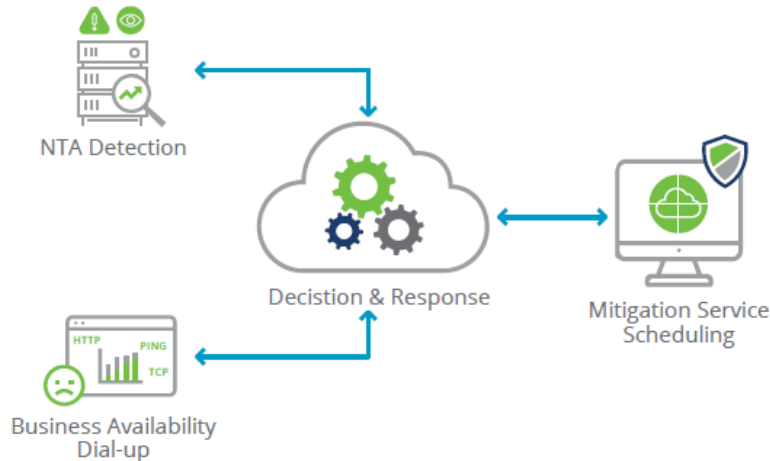 NTA Detection
Decistion & Response
Mitigation Service
Scheduling
HTTP
PING
TCP
Business Availability
Dial-up